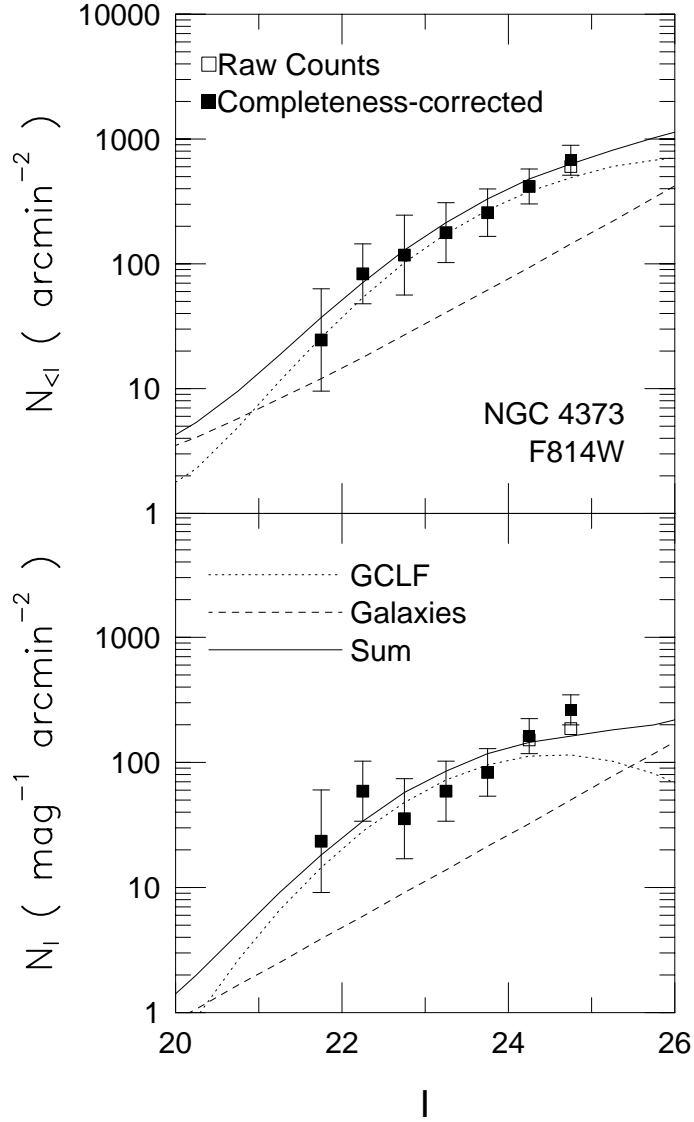 10000
□Raw Counts
■Completeness-corrected
1000
100
10
1
N<I ( arcmin−2 )
NGC 4373
F814W
GCLF
Galaxies
Sum
1000
100
10
1
NI ( mag−1 arcmin−2 )
20 22 24 26
I